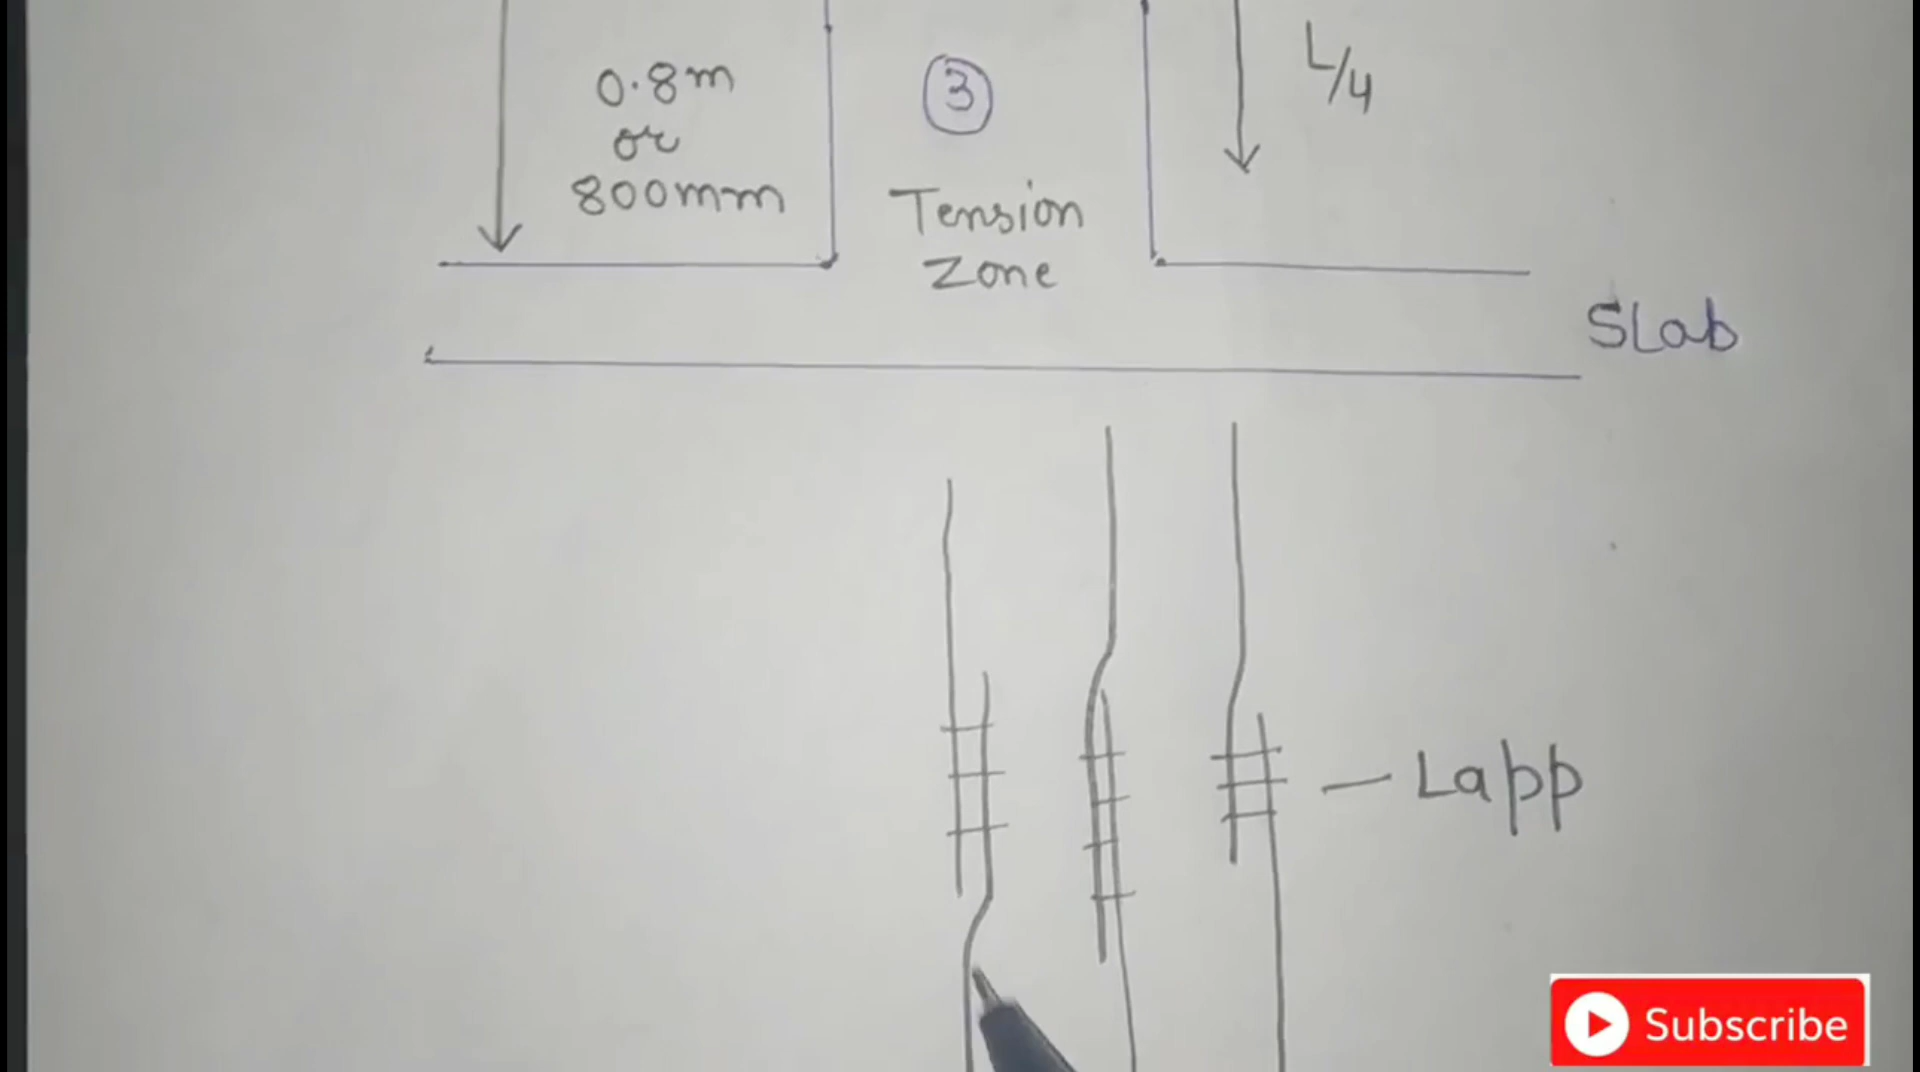 0.8m
or
800mm
3
Tension
Zone
L/4
SLab
Lapp
Subscribe